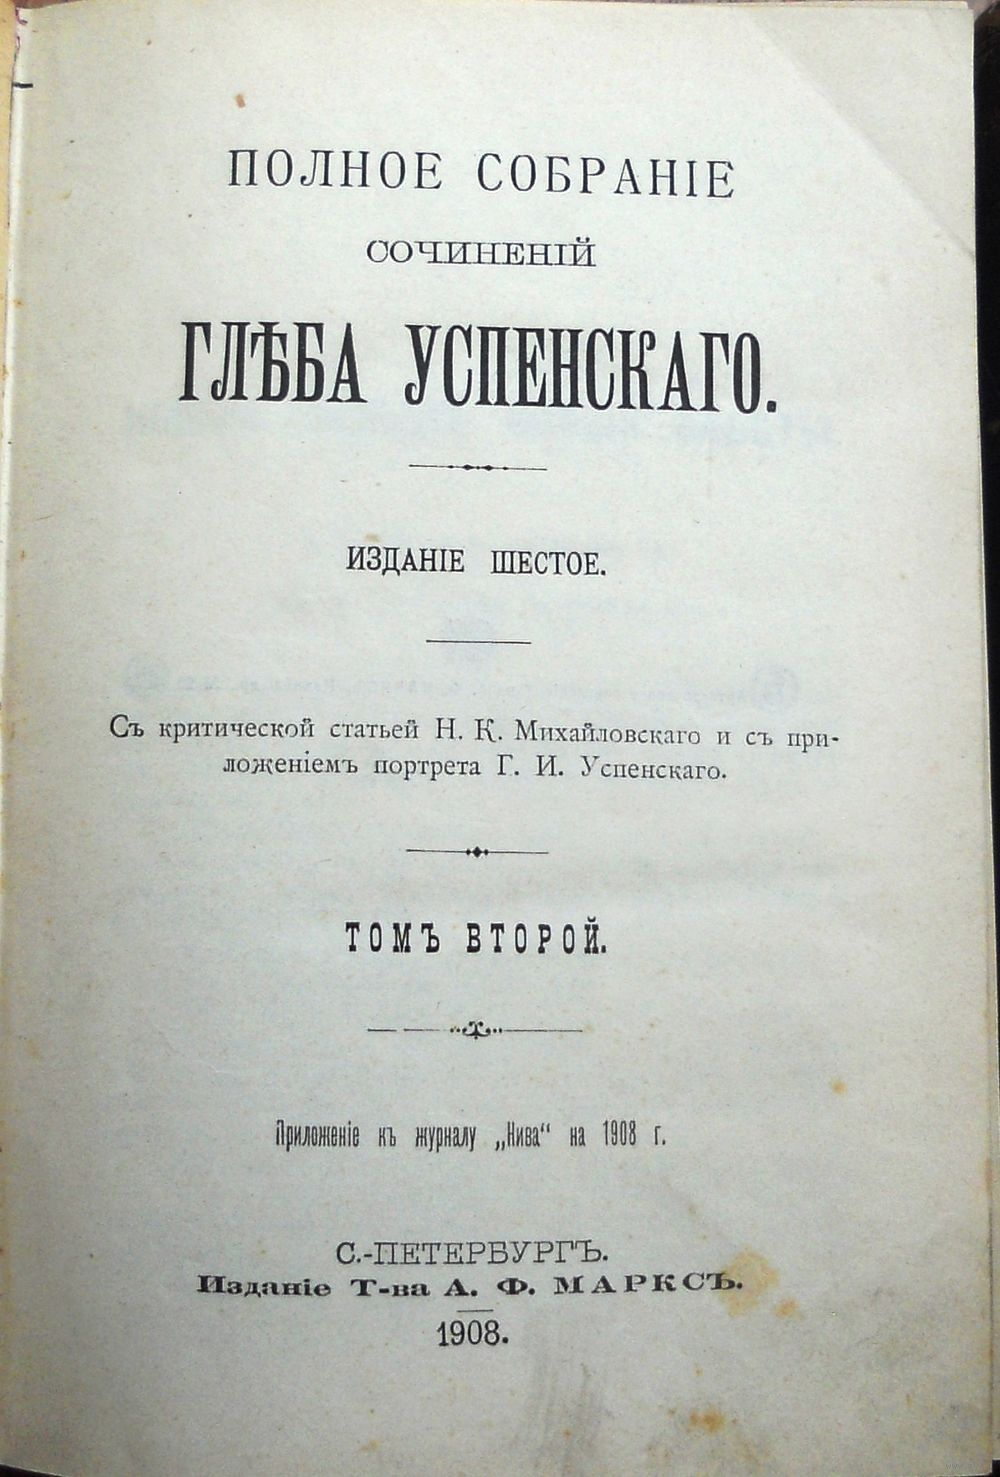 ПОЛНОЕ СОБРАНІЕ
СОЧИНЕНІЙ
ГЛѢБА УСПЕНСКАГО.
ИЗДАНІЕ ШЕСТОЕ.
Съ критической статьей Н. К. Михайловскаго и съ при-
ложеніемъ портрета Г. И. Успенскаго.
ТОМЪ ВТОРОЙ.
Приложеніе къ журналу „Нива“ на 1908 г.
С.-ПЕТЕРБУРГЪ.
Изданіе Т-ва А. Ф. МАРКСЪ.
1908.